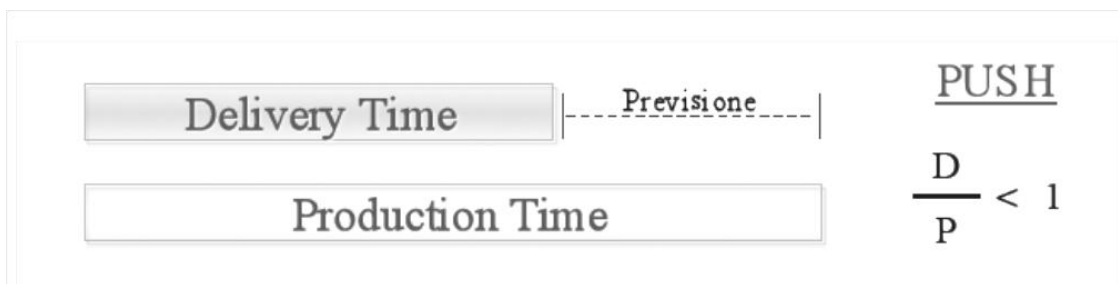 Delivery Time
Previsione
PUSH
Production Time
D
P
< 1